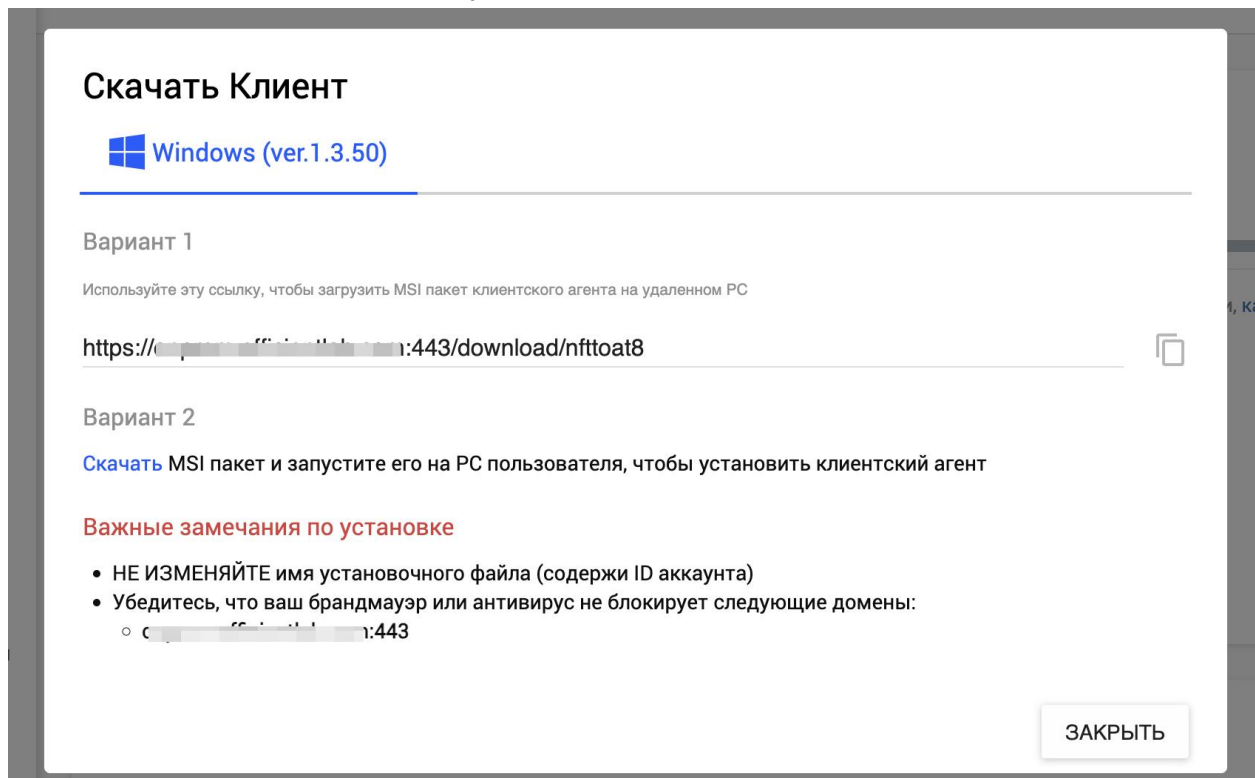 Скачать Клиент
Windows (ver.1.3.50)
Вариант 1
Используйте эту ссылку, чтобы загрузить MSI пакет клиентского агента на удаленном PC
https:// :443/download/nfttoat8
Вариант 2
Скачать MSI пакет и запустите его на PC пользователя, чтобы установить клиентский агент
Важные замечания по установке
НЕ ИЗМЕНЯЙТЕ имя установочного файла (содержи ID аккаунта)
Убедитесь, что ваш брандмауэр или антивирус не блокирует следующие домены:
:443
ЗАКРЫТЬ